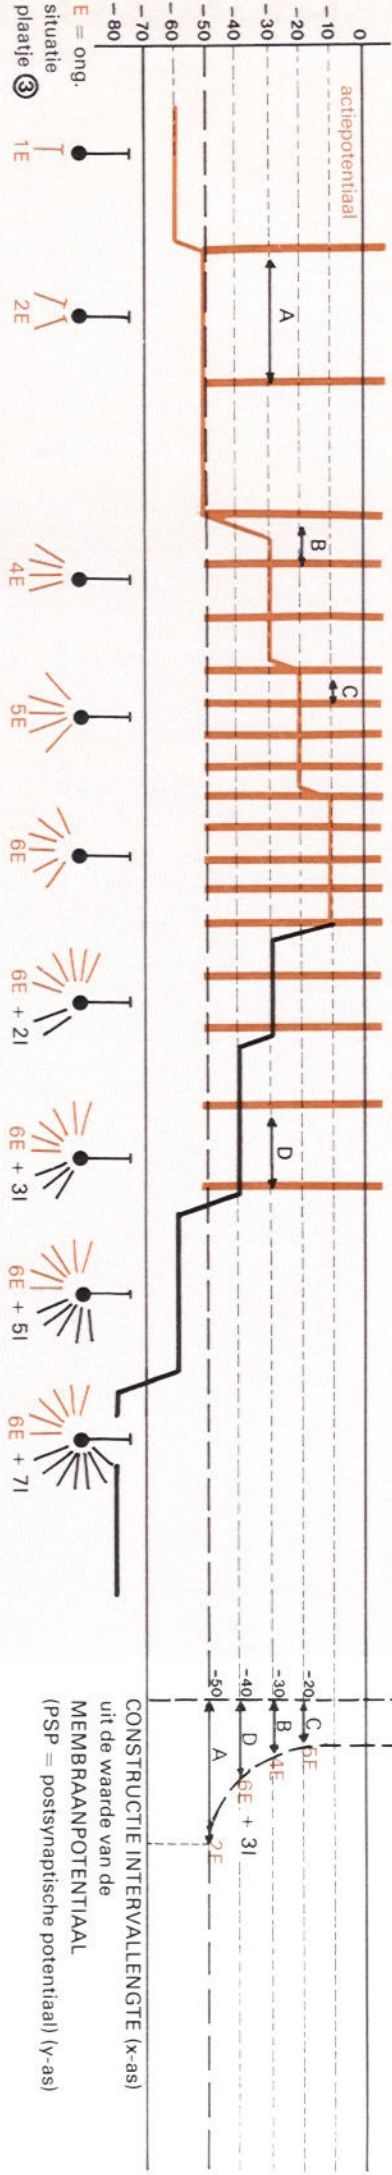 actiepotentiaal
0
-10
-20
-30
-40
-50
-60
-70
-80
A
B
C
D
E = ong.
situatie
plaatje ③
1E
2E
4E
5E
6E
6E + 2I
6E + 3I
6E + 5I
6E + 7I
-20
-30
-40
-50
C
B
D
A
5E
4E
6E + 3I
2E
CONSTRUCTIE INTERVALLENGTE (x-as)
uit de waarde van de
MEMBRAANPOTENTIAAL
(PSP = postsynaptische potentiaal) (y-as)